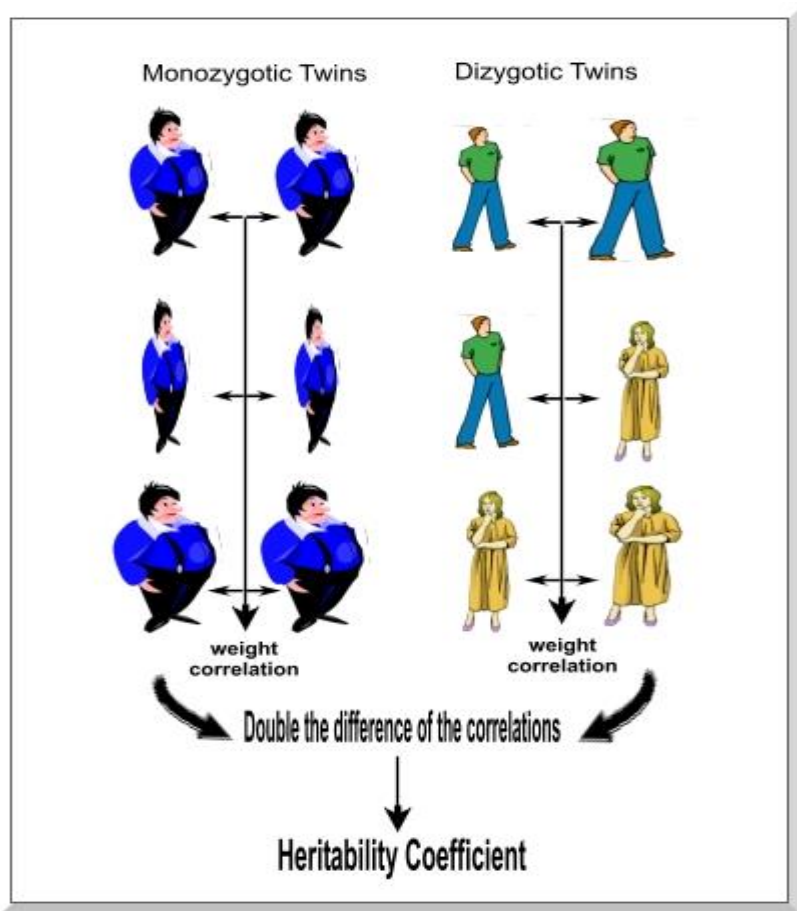 Monozygotic Twins
Dizygotic Twins
weight
correlation
weight
correlation
Double the difference of the correlations
Heritability Coefficient